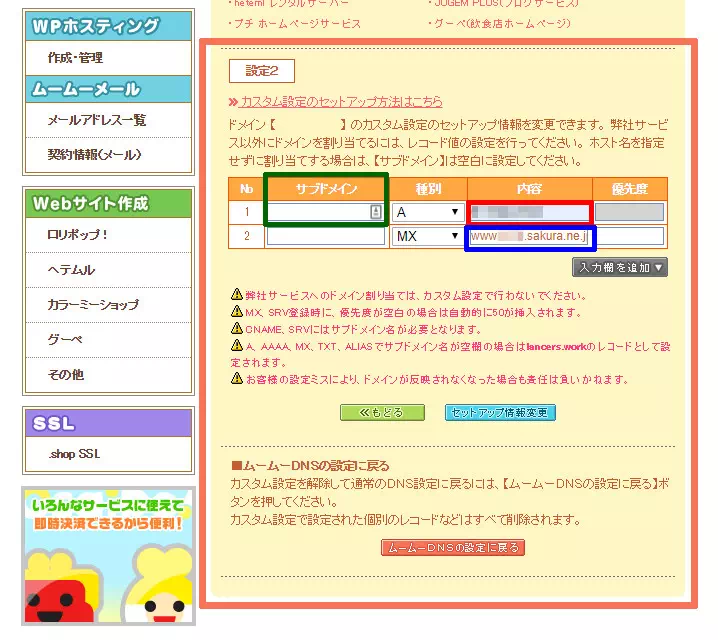 WPホスティング
作成・管理
ムームーメール
メールアドレス一覧
契約情報(メール)
Webサイト作成
ロリポップ！
ヘテムル
カラーミーショップ
グーペ
その他
SSL
.shop SSL
いろんなサービスに使えて
即時決済できるから便利！
・heteml レンタルサーバー
・JUGEM PLUS(ブログサービス)
・プチ ホームページサービス
・グーペ(飲食店ホームページ)
設定2
カスタム設定のセットアップ方法はこちら
ドメイン【　　　　　】のカスタム設定のセットアップ情報を変更できます。弊社サービ
ス以外にドメインを割り当てるには、レコード値の設定を行ってください。ホスト名を指定
せずに割り当てする場合は、【サブドメイン】は空白に設定してください。
No サブドメイン 種別 内容 優先度
1 A
2 MX www .sakura.ne.j
入力欄を追加▼
弊社サービスへのドメイン割り当ては、カスタム設定で行わないでください。
MX, SRV登録時に、優先度が空白の場合は自動的に50が挿入されます。
CNAME, SRVにはサブドメイン名が必要となります。
A, AAAA, MX, TXT, ALIASでサブドメイン名が空欄の場合はlancers.workのレコードとして設
定されます。
お客様の設定ミスにより、ドメインが反映されなくなった場合も責任は負いかねます。
≪もどる
セットアップ情報変更
■ムームーDNSの設定に戻る
カスタム設定を解除して通常のDNS設定に戻るには、【ムームーDNSの設定に戻る】ボ
タンを押してください。
カスタム設定で設定された個別のレコードなどはすべて削除されます。
ムームーDNSの設定に戻る